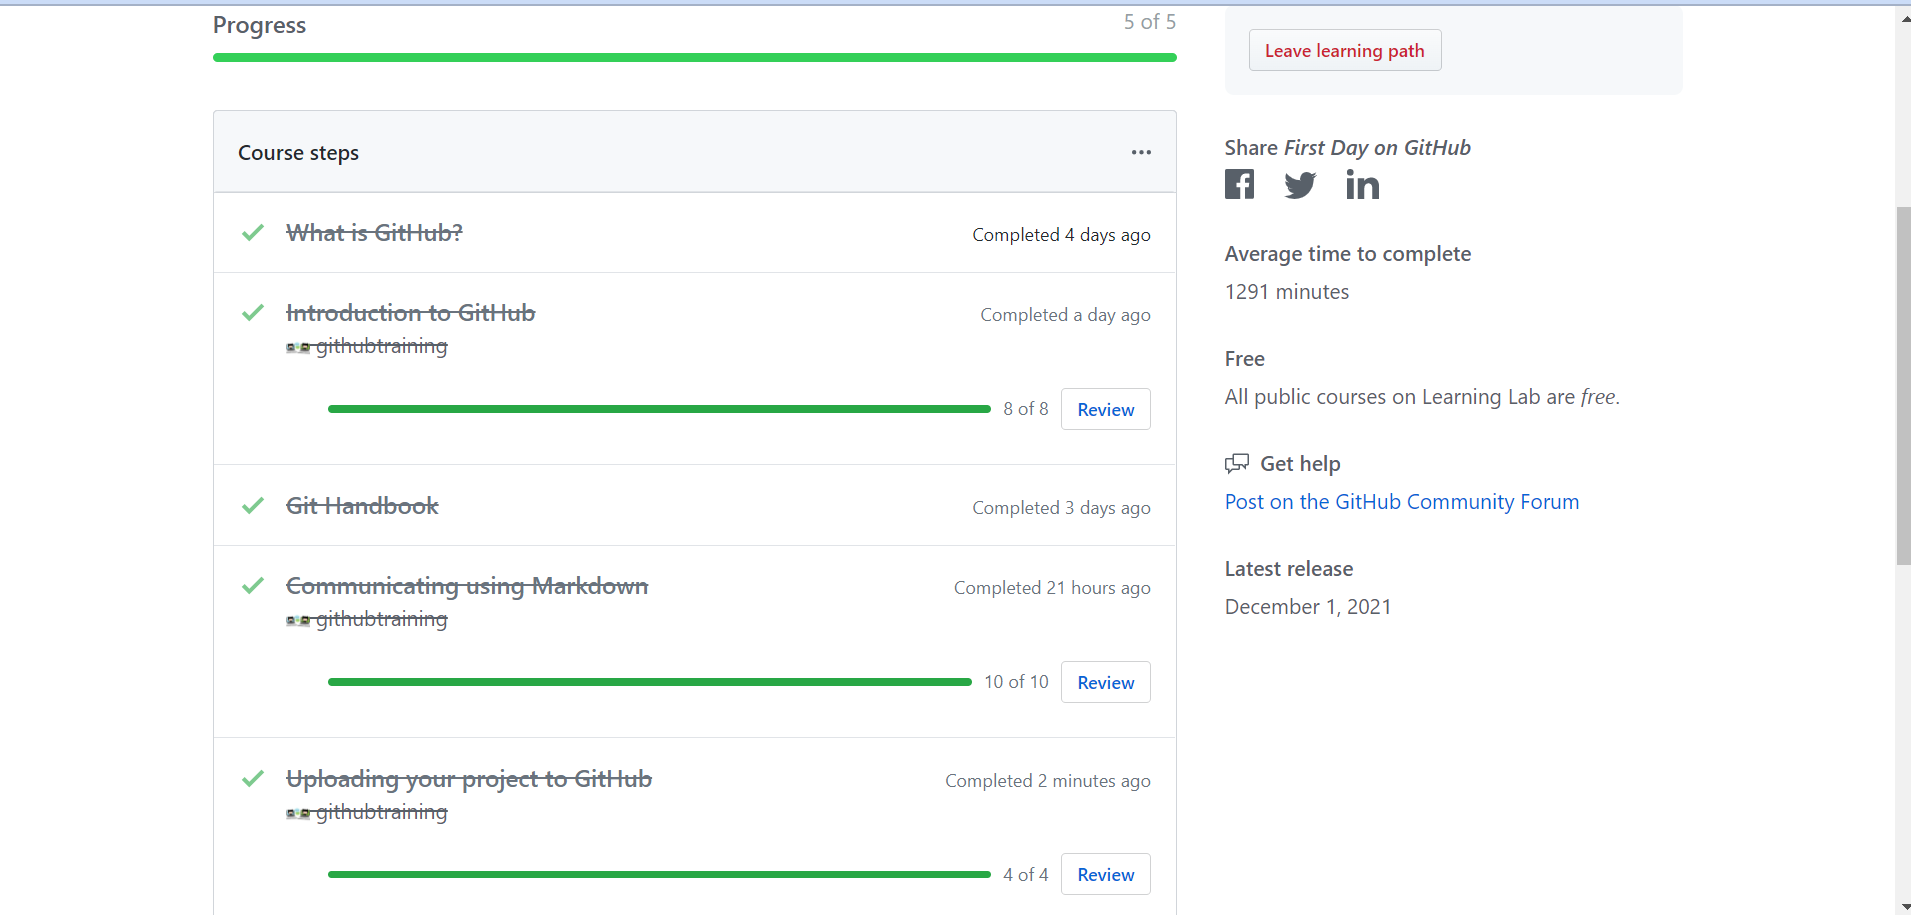 Progress
5 of 5
Course steps
What is GitHub?
Completed 4 days ago
Introduction to GitHub
Completed a day ago
githubtraining
8 of 8
Review
Git Handbook
Completed 3 days ago
Communicating using Markdown
Completed 21 hours ago
githubtraining
10 of 10
Review
Uploading your project to GitHub
Completed 2 minutes ago
githubtraining
4 of 4
Review
Leave learning path
Share First Day on GitHub
Average time to complete
1291 minutes
Free
All public courses on Learning Lab are free.
Get help
Post on the GitHub Community Forum
Latest release
December 1, 2021